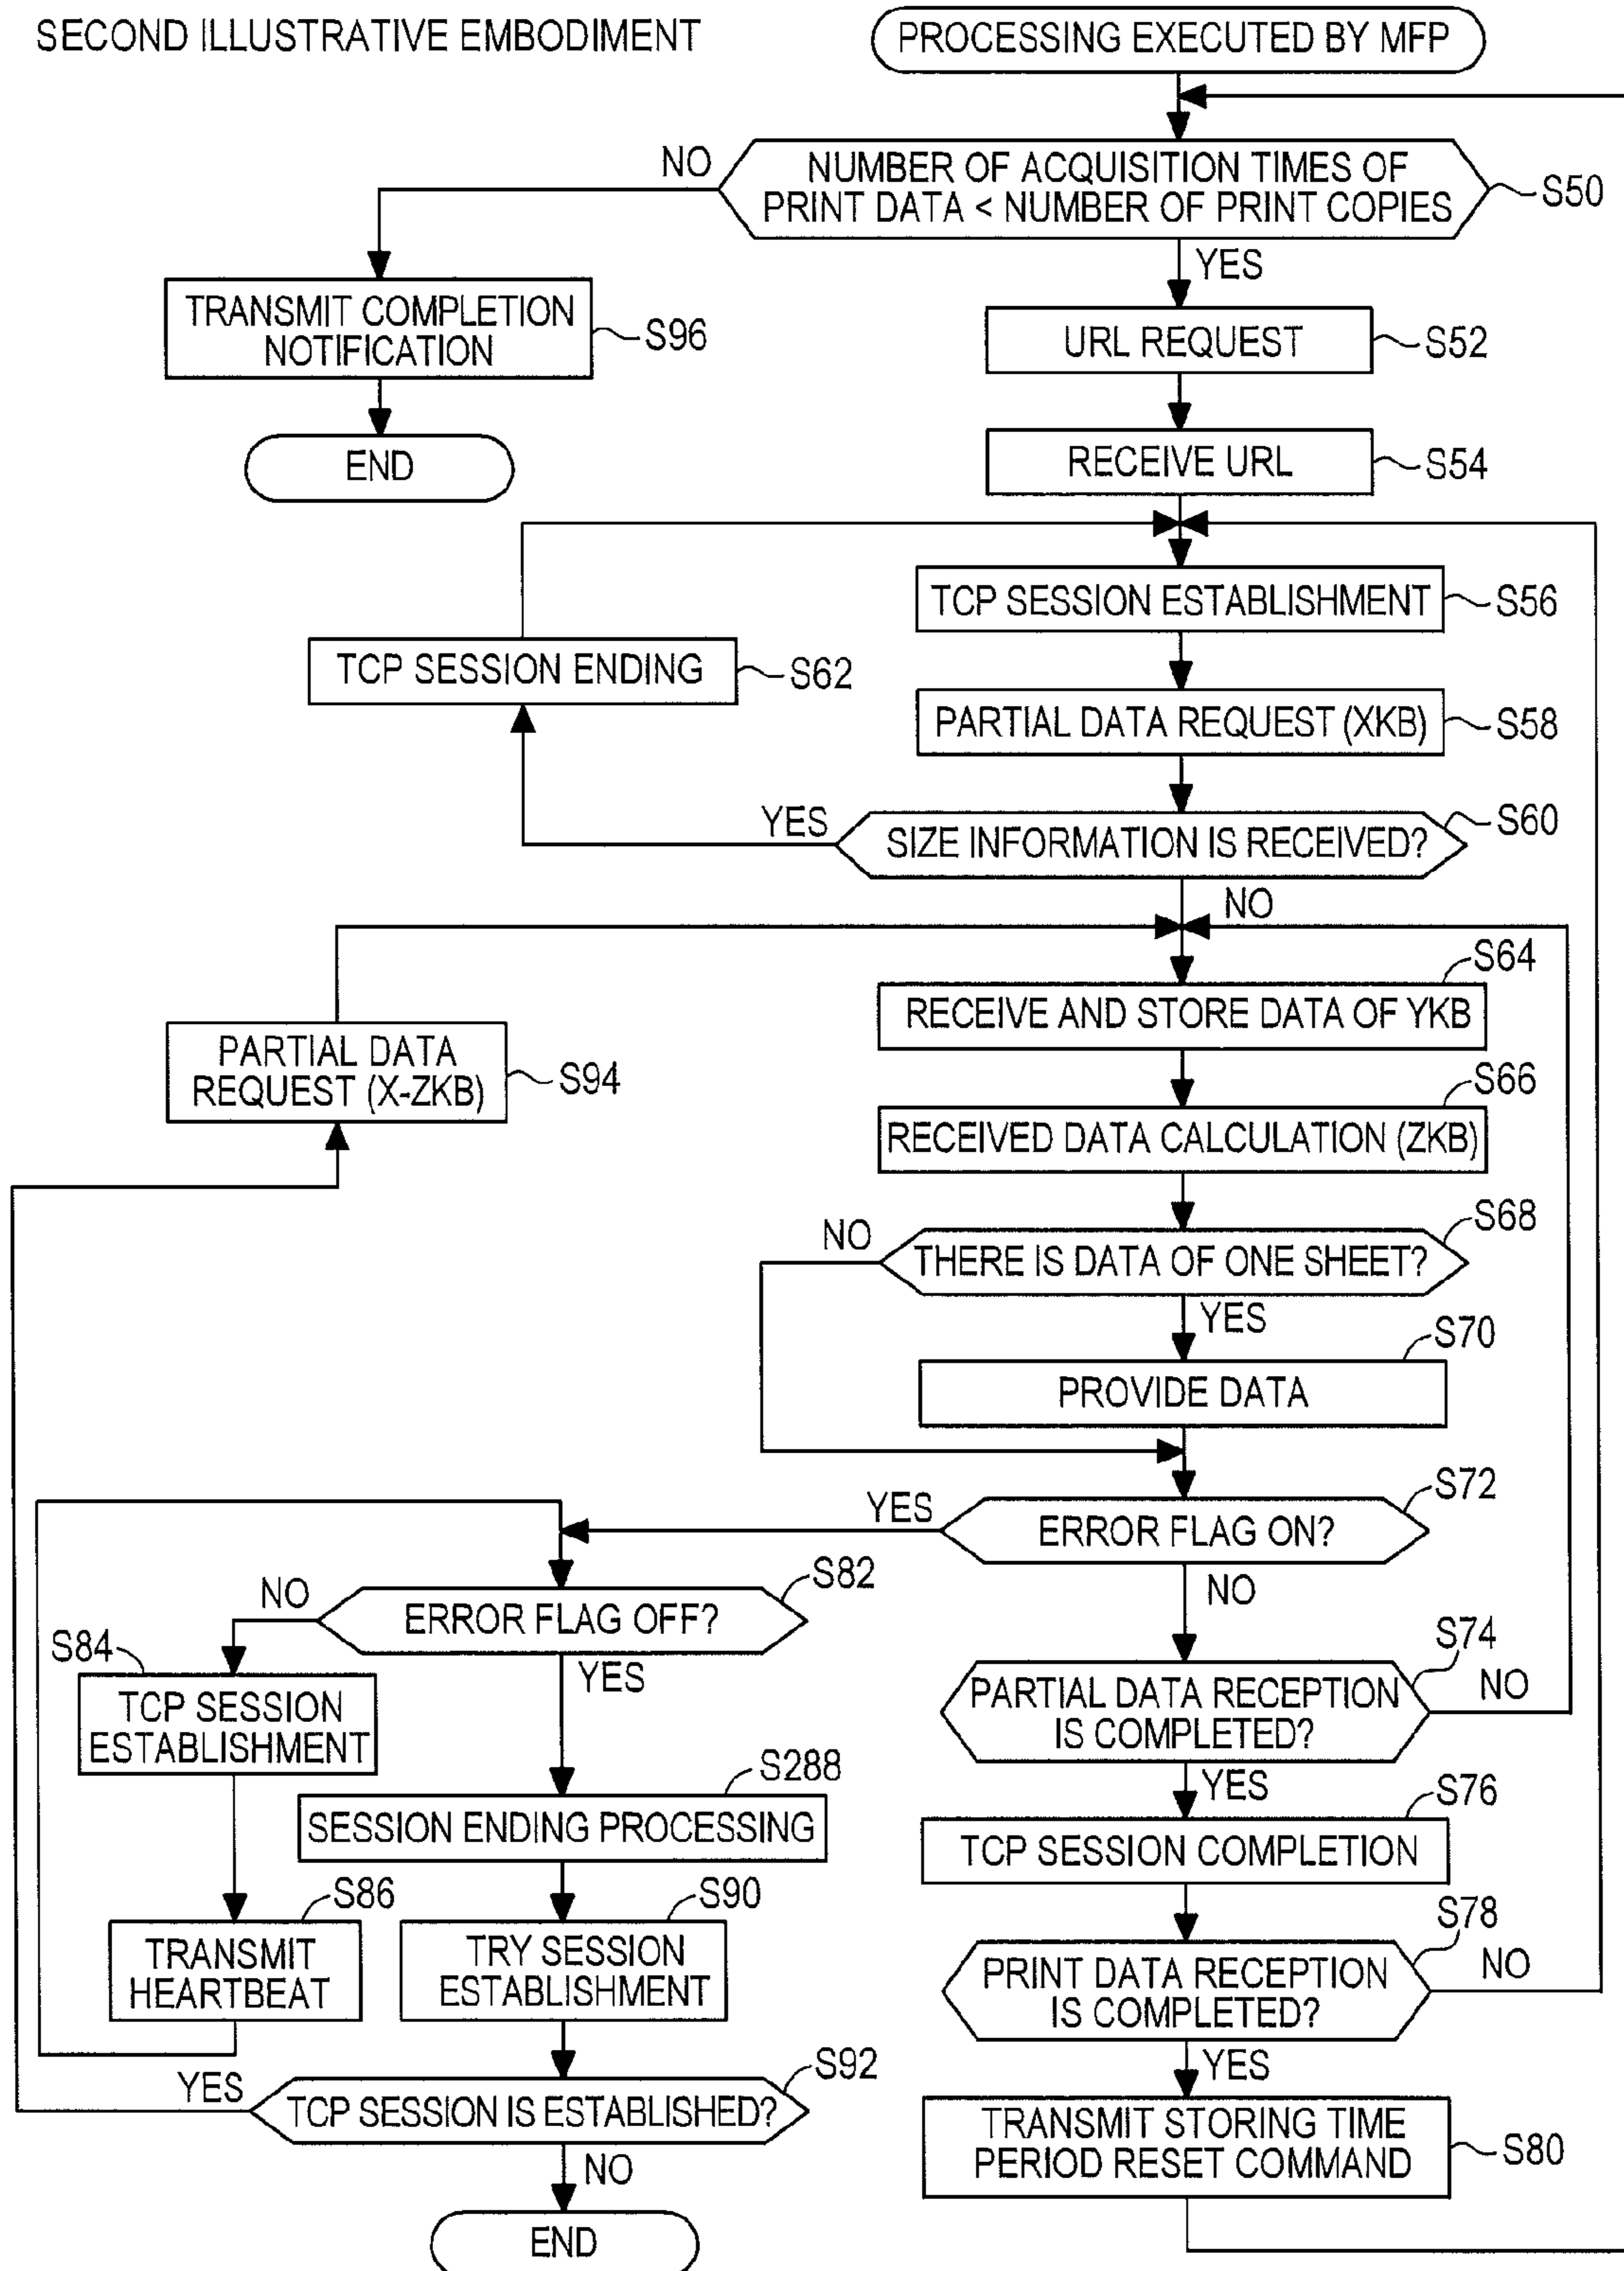 SECOND ILLUSTRATIVE EMBODIMENT
PROCESSING EXECUTED BY MFP
NO
NUMBER OF ACQUISITION TIMES OF
PRINT DATA < NUMBER OF PRINT COPIES
S50
YES
TRANSMIT COMPLETION
NOTIFICATION
S96
URL REQUEST
S52
END
RECEIVE URL
S54
TCP SESSION ESTABLISHMENT
S56
TCP SESSION ENDING
S62
PARTIAL DATA REQUEST (XKB)
S58
YES
SIZE INFORMATION IS RECEIVED?
S60
NO
S64
RECEIVE AND STORE DATA OF YKB
PARTIAL DATA
REQUEST (X-ZKB)
S94
S66
RECEIVED DATA CALCULATION (ZKB)
S68
NO
THERE IS DATA OF ONE SHEET?
YES
S70
PROVIDE DATA
S72
YES
ERROR FLAG ON?
NO
S82
NO
ERROR FLAG OFF?
YES
S84
TCP SESSION
ESTABLISHMENT
S74
PARTIAL DATA RECEPTION
IS COMPLETED?
NO
YES
S288
SESSION ENDING PROCESSING
S76
TCP SESSION COMPLETION
S86
TRANSMIT
HEARTBEAT
S90
TRY SESSION
ESTABLISHMENT
S78
PRINT DATA RECEPTION
IS COMPLETED?
NO
YES
S92
YES
TCP SESSION IS ESTABLISHED?
NO
TRANSMIT STORING TIME
PERIOD RESET COMMAND
S80
END